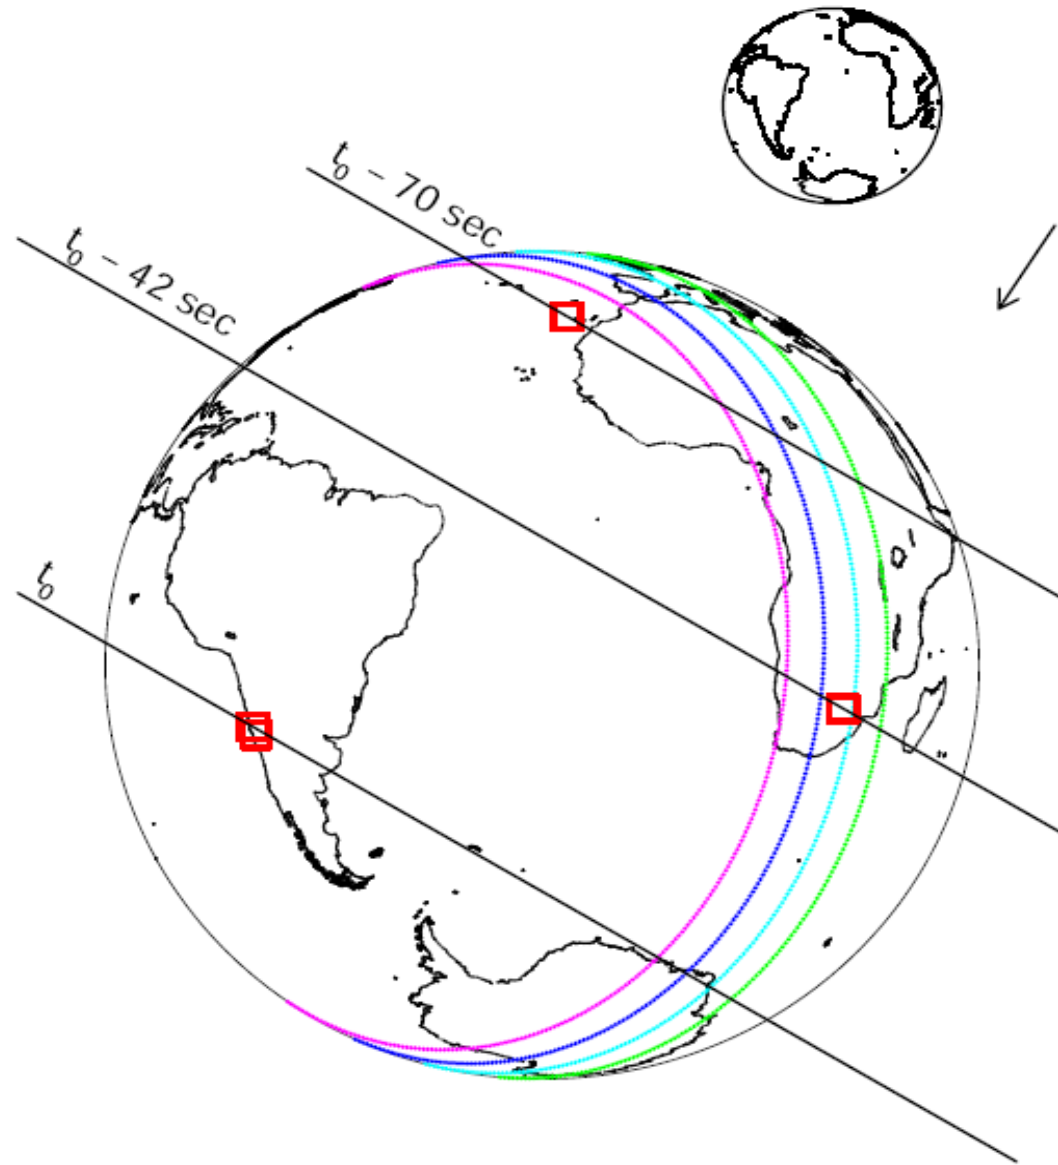 t₀ – 70 sec
t₀ – 42 sec
t₀